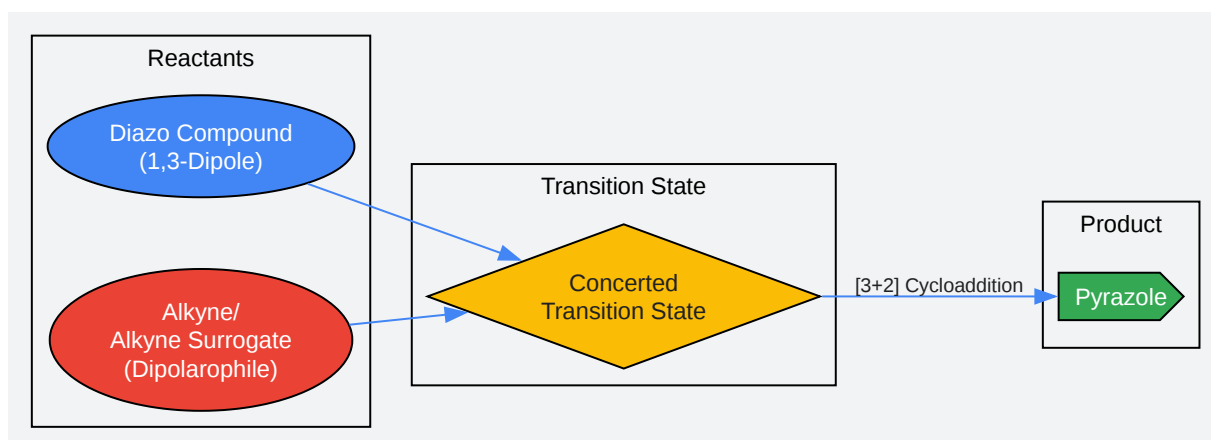 Reactants
Diazo Compound
(1,3-Dipole)
Alkyne/
Alkyne Surrogate
(Dipolarophile)
Transition State
Concerted
Transition State
[3+2] Cycloaddition
Product
Pyrazole